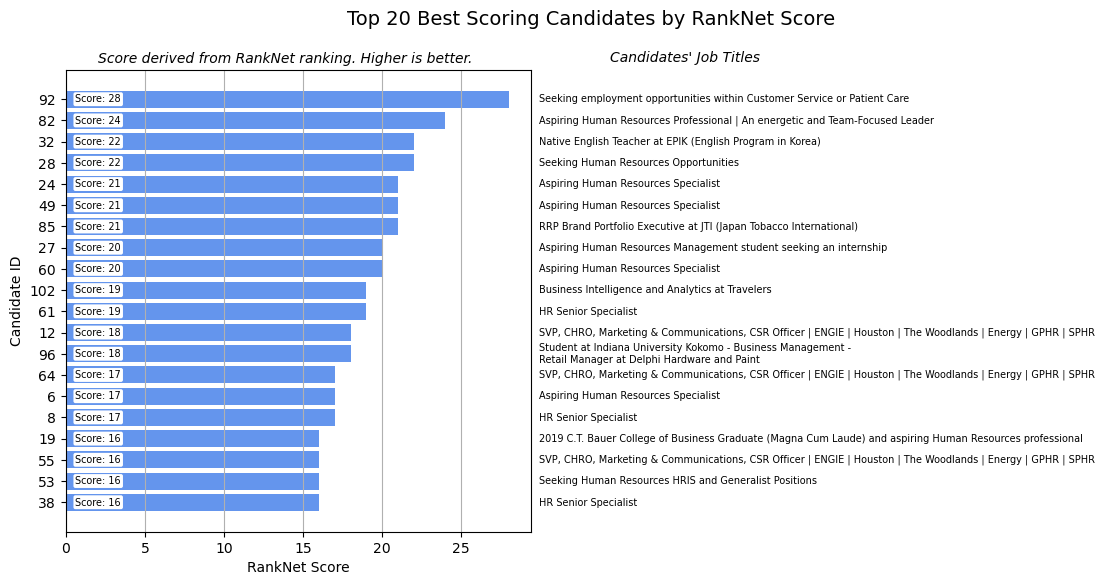 Top 20 Best Scoring Candidates by RankNet Score
Score derived from RankNet ranking. Higher is better.
Candidates' Job Titles
92 Score: 28 Seeking employment opportunities within Customer Service or Patient Care
82 Score: 24 Aspiring Human Resources Professional | An energetic and Team-Focused Leader
32 Score: 22 Native English Teacher at EPIK (English Program in Korea)
28 Score: 22 Seeking Human Resources Opportunities
24 Score: 21 Aspiring Human Resources Specialist
49 Score: 21 Aspiring Human Resources Specialist
85 Score: 21 RRP Brand Portfolio Executive at JTI (Japan Tobacco International)
27 Score: 20 Aspiring Human Resources Management student seeking an internship
60 Score: 20 Aspiring Human Resources Specialist
102 Score: 19 Business Intelligence and Analytics at Travelers
61 Score: 19 HR Senior Specialist
12 Score: 18 SVP, CHRO, Marketing & Communications, CSR Officer | ENGIE | Houston | The Woodlands | Energy | GPHR | SPHR
96 Score: 18 Student at Indiana University Kokomo - Business Management -
Retail Manager at Delphi Hardware and Paint
64 Score: 17 SVP, CHRO, Marketing & Communications, CSR Officer | ENGIE | Houston | The Woodlands | Energy | GPHR | SPHR
6 Score: 17 Aspiring Human Resources Specialist
8 Score: 17 HR Senior Specialist
19 Score: 16 2019 C.T. Bauer College of Business Graduate (Magna Cum Laude) and aspiring Human Resources professional
55 Score: 16 SVP, CHRO, Marketing & Communications, CSR Officer | ENGIE | Houston | The Woodlands | Energy | GPHR | SPHR
53 Score: 16 Seeking Human Resources HRIS and Generalist Positions
38 Score: 16 HR Senior Specialist
Candidate ID
0 5 10 15 20 25
RankNet Score